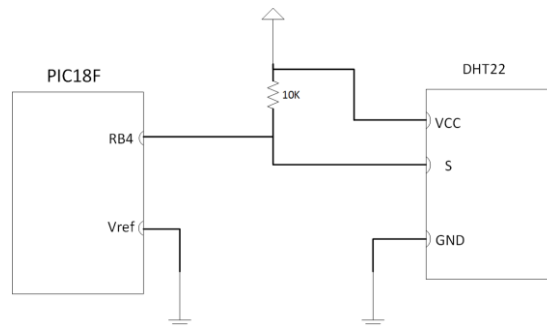 PIC18F
DHT22
10K
VCC
RB4
S
Vref
GND